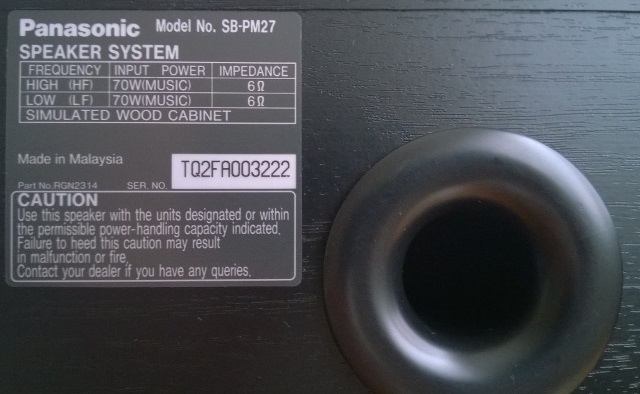 Panasonic Model No. SB-PM27
SPEAKER SYSTEM
FREQUENCY INPUT POWER IMPEDANCE
HIGH (HF) 70W(MUSIC) 6Ω
LOW (LF) 70W(MUSIC) 6Ω
SIMULATED WOOD CABINET
Made in Malaysia
TQ2FA003222
Part No.RGN2314 SER. NO.
CAUTION
Use this speaker with the units designated or within
the permissible power-handling capacity indicated.
Failure to heed this caution may result
in malfunction or fire.
Contact your dealer if you have any queries.